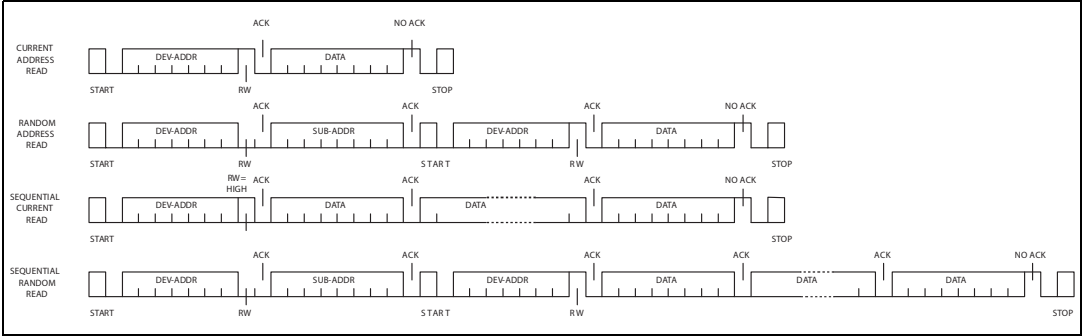 ACK NO ACK
CURRENT
ADDRESS
READ
DEV-ADDR DATA
START RW STOP
ACK ACK ACK NO ACK
RANDOM
ADDRESS
READ
DEV-ADDR SUB-ADDR DEV-ADDR DATA
START RW START RW STOP
RW=
HIGH
ACK ACK ACK NO ACK
SEQUENTIAL
CURRENT
READ
DEV-ADDR DATA DATA DATA
START STOP
ACK ACK ACK ACK ACK NO ACK
SEQUENTIAL
RANDOM
READ
DEV-ADDR SUB-ADDR DEV-ADDR DATA DATA DATA
START RW START RW STOP